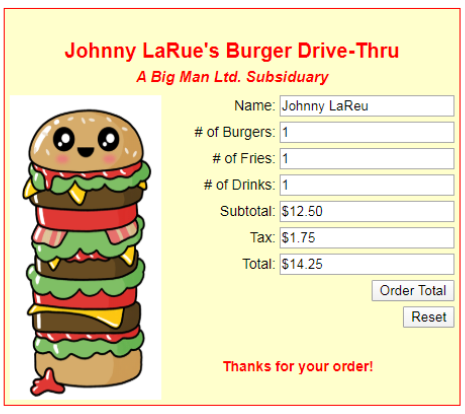 Johnny LaRue's Burger Drive-Thru
A Big Man Ltd. Subsiduary
Name: Johnny LaReu
# of Burgers: 1
# of Fries: 1
# of Drinks: 1
Subtotal: $12.50
Tax: $1.75
Total: $14.25
Order Total
Reset
Thanks for your order!